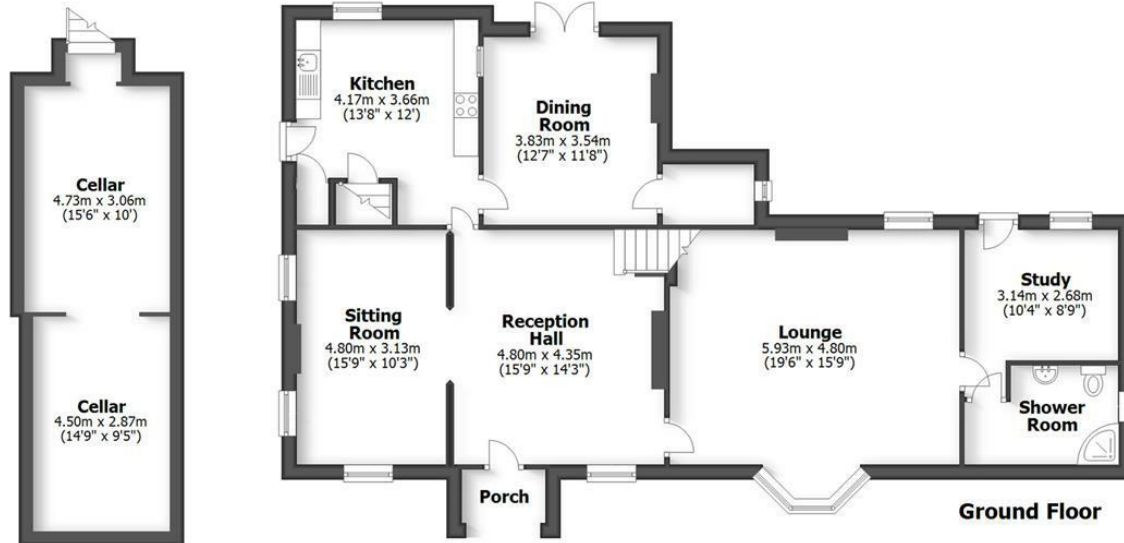 Cellar
4.73m x 3.06m
(15'6" x 10')
Cellar
4.50m x 2.87m
(14'9" x 9'5")
Kitchen
4.17m x 3.66m
(13'8" x 12')
Dining
Room
3.83m x 3.54m
(12'7" x 11'8")
Sitting
Room
4.80m x 3.13m
(15'9" x 10'3")
Reception
Hall
4.80m x 4.35m
(15'9" x 14'3")
Lounge
5.93m x 4.80m
(19'6" x 15'9")
Study
3.14m x 2.68m
(10'4" x 8'9")
Shower
Room
Porch
Ground Floor